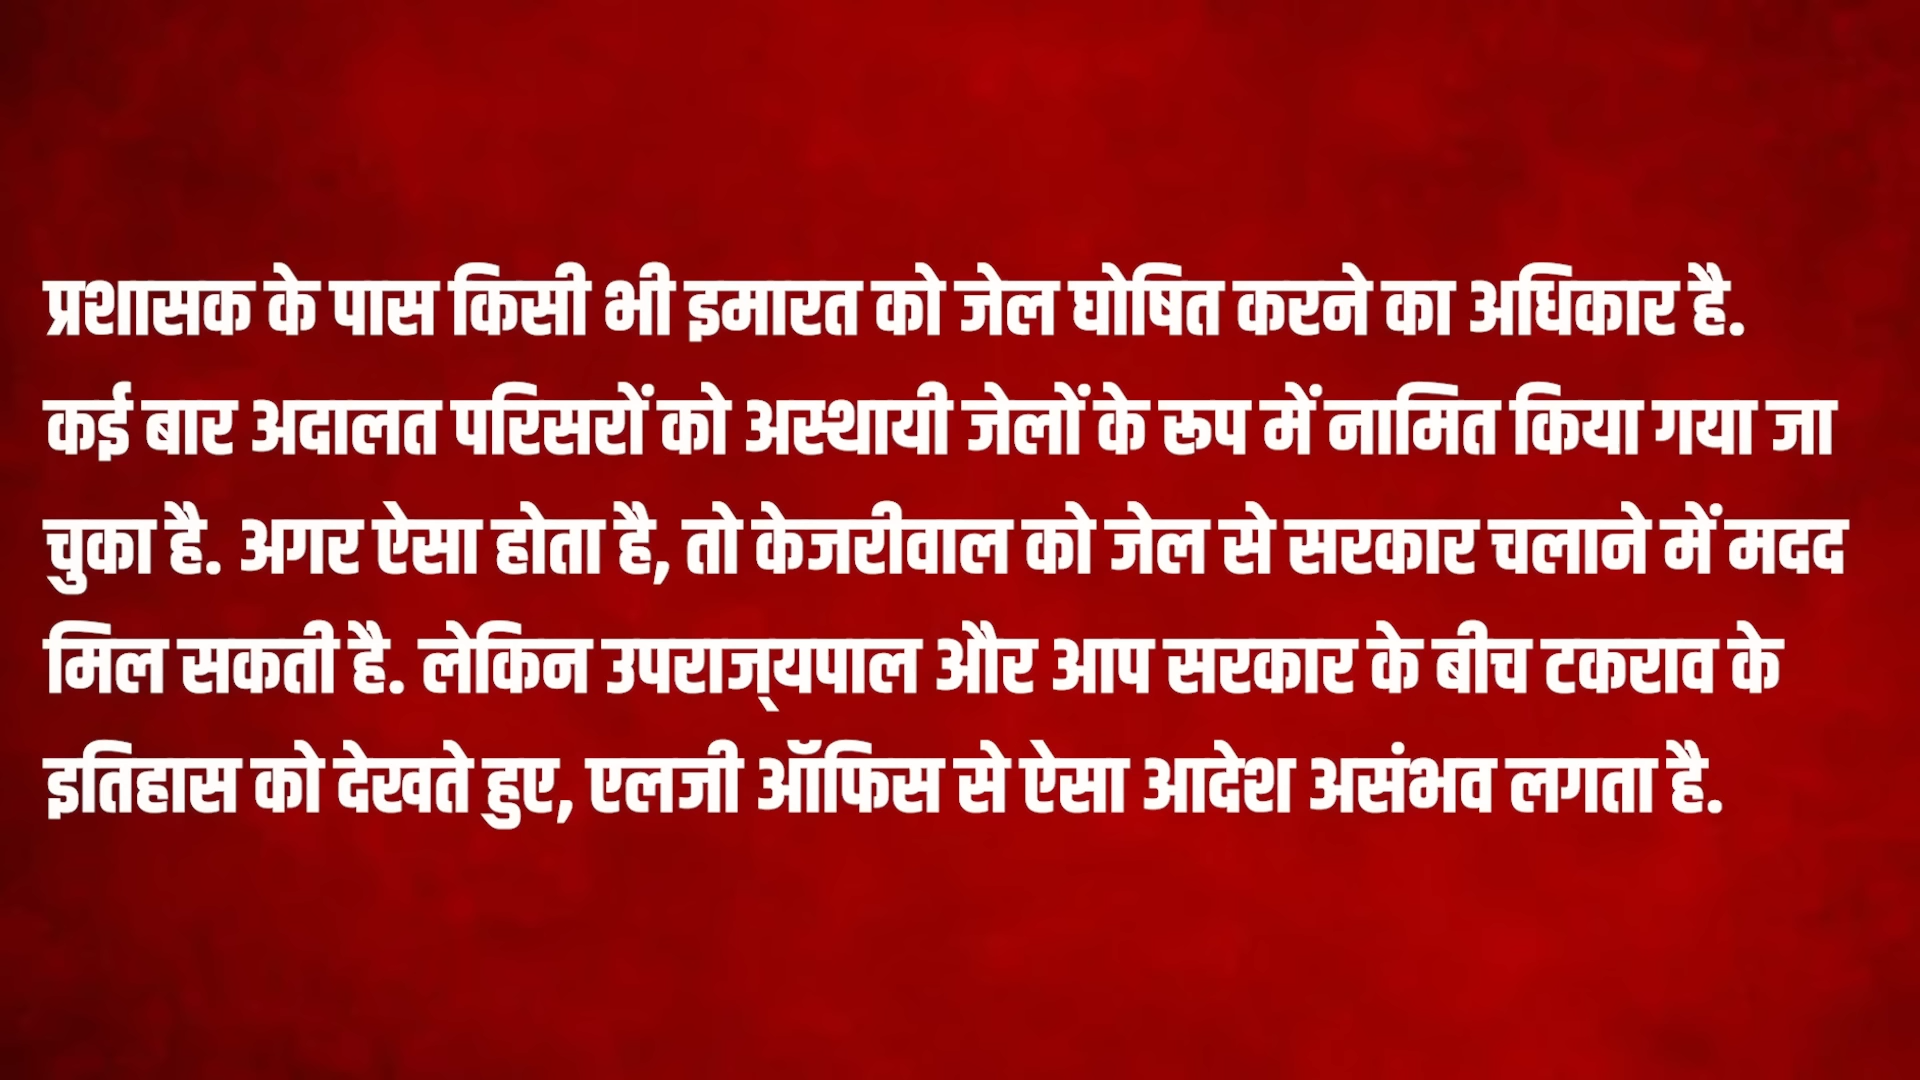 प्रशासक के पास किसी भी इमारत को जेल घोषित करने का अधिकार है.
कई बार अदालत परिसरों को अस्थायी जेलों के रूप में नामित किया गया जा
चुका है. अगर ऐसा होता है, तो केजरीवाल को जेल से सरकार चलाने में मदद
मिल सकती है. लेकिन उपराज्‌यपाल और आप सरकार के बीच टकराव के
इतिहास को देखते हुए, एलजी ऑफिस से ऐसा आदेश असंभव लगता है.